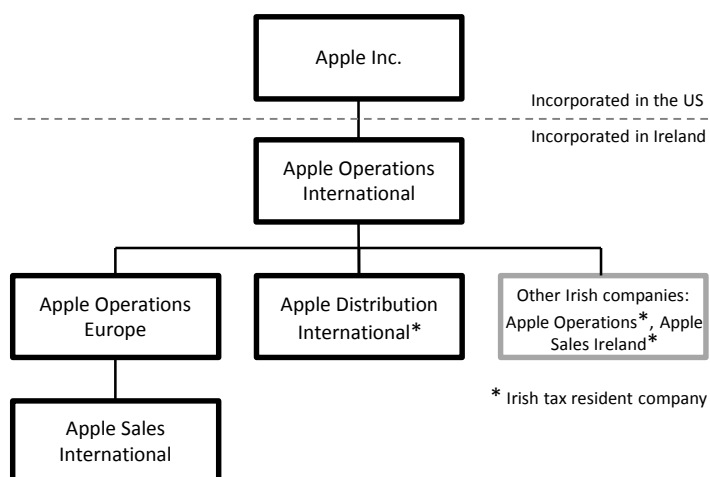 Apple Inc.
Incorporated in the US
Incorporated in Ireland
Apple Operations
International
Apple Operations
Europe
Apple Distribution
International*
Other Irish companies:
Apple Operations*, Apple
Sales Ireland*
* Irish tax resident company
Apple Sales
International